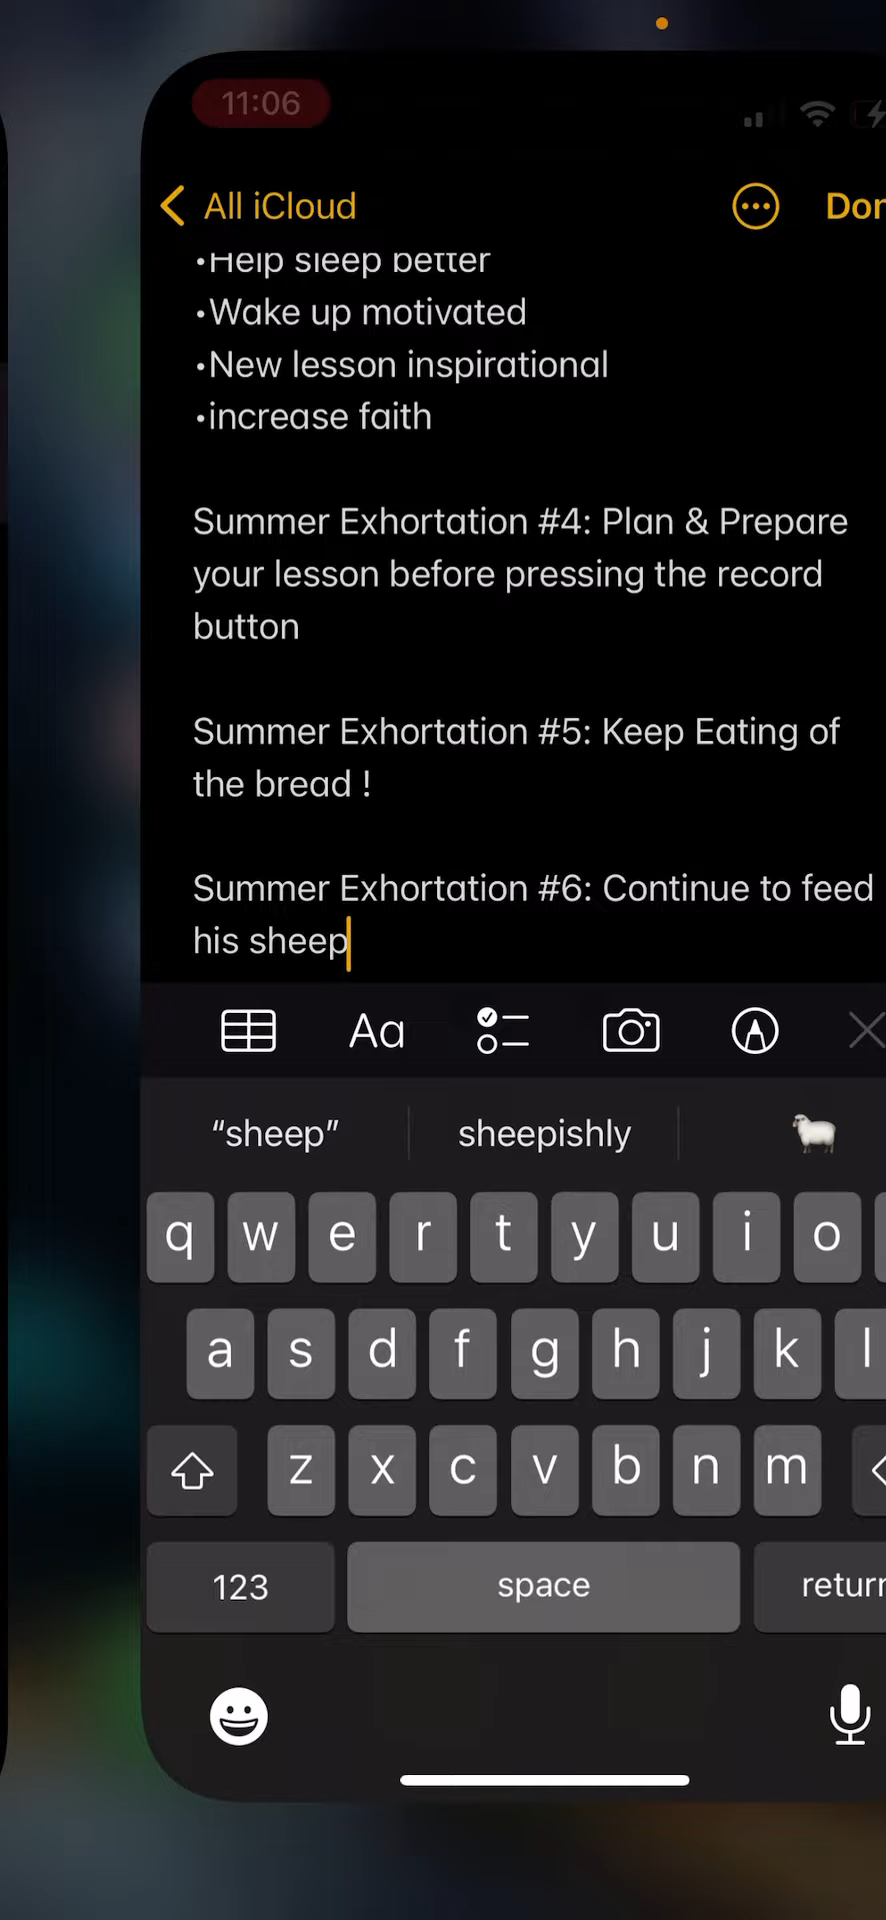 11:06
All iCloud
•Help sleep better
•Wake up motivated
•New lesson inspirational
•increase faith
Summer Exhortation #4: Plan & Prepare
your lesson before pressing the record
button
Summer Exhortation #5: Keep Eating of
the bread !
Summer Exhortation #6: Continue to feed
his sheep
Aa
“sheep”
sheepishly
q w e r t y u i o
a s d f g h j k l
z x c v b n m
123
space